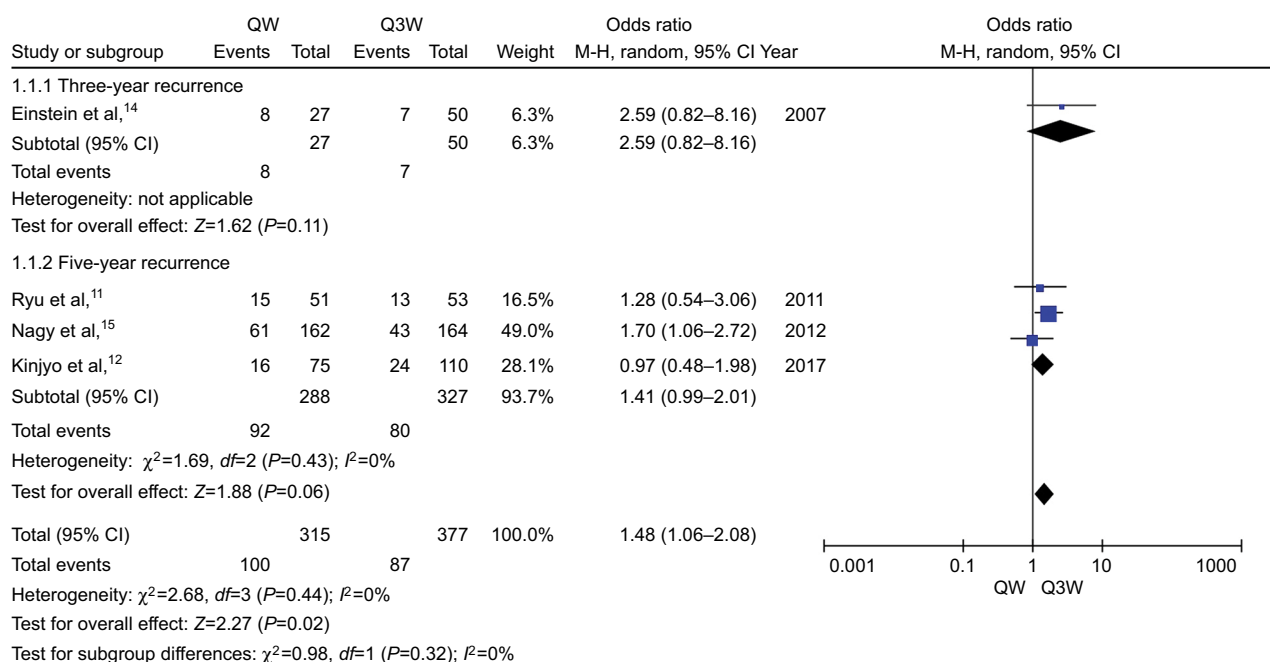 QW Q3W Odds ratio Odds ratio
Study or subgroup Events Total Events Total Weight M-H, random, 95% CI Year M-H, random, 95% CI
1.1.1 Three-year recurrence
Einstein et al,14 8 27 7 50 6.3% 2.59 (0.82–8.16) 2007
Subtotal (95% CI) 27 50 6.3% 2.59 (0.82–8.16)
Total events 8 7
Heterogeneity: not applicable
Test for overall effect: Z=1.62 (P=0.11)
1.1.2 Five-year recurrence
Ryu et al,11 15 51 13 53 16.5% 1.28 (0.54–3.06) 2011
Nagy et al,15 61 162 43 164 49.0% 1.70 (1.06–2.72) 2012
Kinjyo et al,12 16 75 24 110 28.1% 0.97 (0.48–1.98) 2017
Subtotal (95% CI) 288 327 93.7% 1.41 (0.99–2.01)
Total events 92 80
Heterogeneity: χ2=1.69, df=2 (P=0.43); I2=0%
Test for overall effect: Z=1.88 (P=0.06)
Total (95% CI) 315 377 100.0% 1.48 (1.06–2.08)
Total events 100 87
0.001 0.1 1 10 1000
QW Q3W
Heterogeneity: χ2=2.68, df=3 (P=0.44); I2=0%
Test for overall effect: Z=2.27 (P=0.02)
Test for subgroup differences: χ2=0.98, df=1 (P=0.32); I2=0%